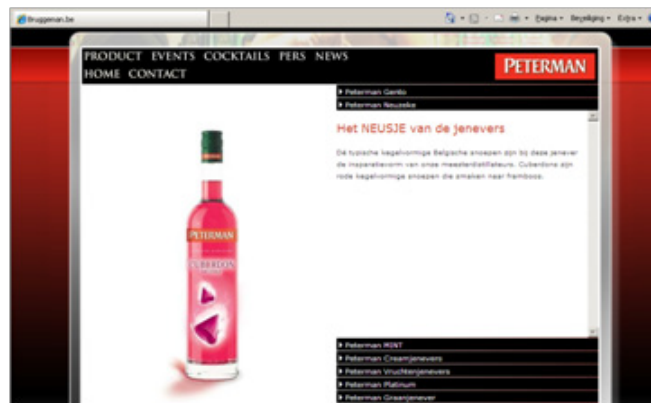 Bruggeman.be
Pagina
Beveiliging
Extra
PRODUCT EVENTS COCKTAILS PERS NEWS
HOME CONTACT
PETERMAN
Peterman Gento
Peterman Neuzeke
Het NEUSJE van de jenevers
De typische kegelvormige Belgische snoepen zijn bij deze jenever
de inspiratievorm van onze meesterdistillateurs. Cuberdons zijn
rode kegelvormige snoepen die smaken naar framboos.
PETERMAN
CUBERDON
Peterman MINT
Peterman Creamjenevers
Peterman Vruchtenjenevers
Peterman Platinum
Peterman Graanjenever